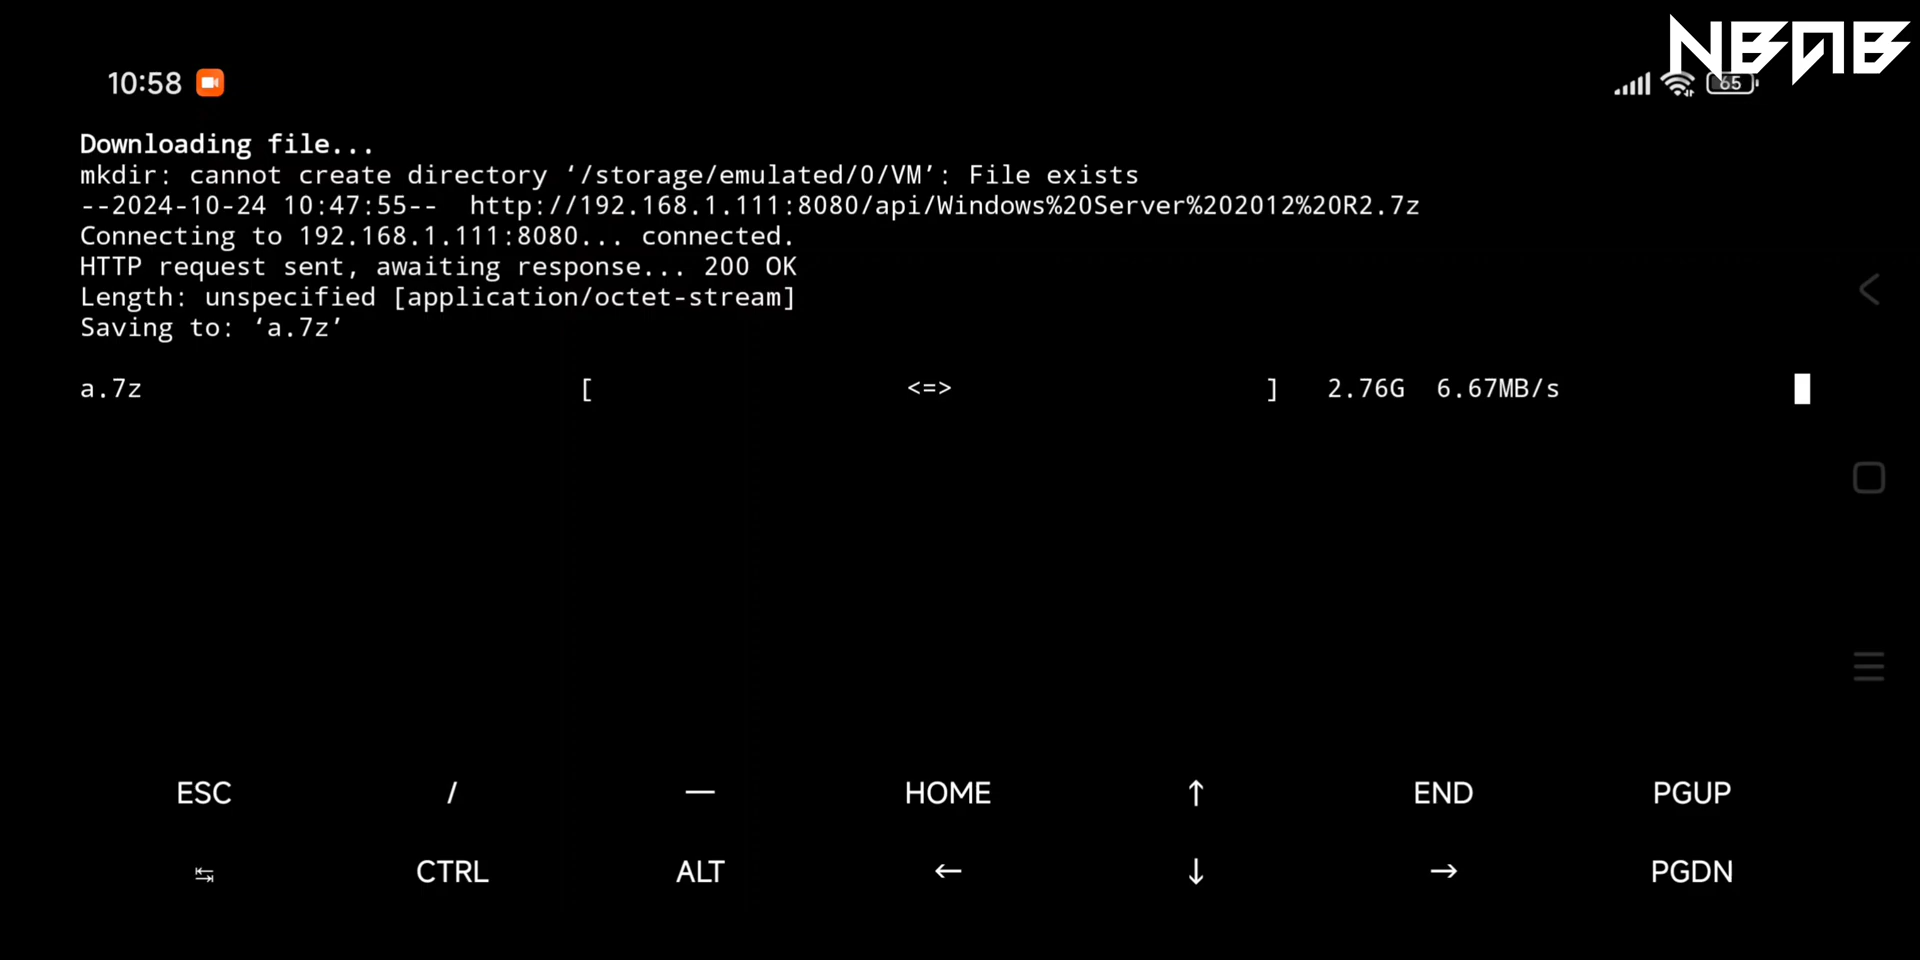 NBAB
10:58
65
Downloading file...
mkdir: cannot create directory ‘/storage/emulated/0/VM’: File exists
--2024-10-24 10:47:55--  http://192.168.1.111:8080/api/Windows%20Server%202012%20R2.7z
Connecting to 192.168.1.111:8080... connected.
HTTP request sent, awaiting response... 200 OK
Length: unspecified [application/octet-stream]
Saving to: ‘a.7z’
a.7z [ <=> ] 2.76G 6.67MB/s
ESC / — HOME ↑ END PGUP
↹ CTRL ALT ← ↓ → PGDN